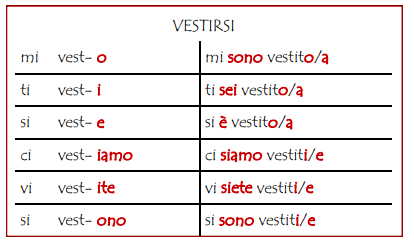 VESTIRSI
mi vest- o mi sono vestito/a
ti vest- i ti sei vestito/a
si vest- e si è vestito/a
ci vest- iamo ci siamo vestiti/e
vi vest- ite vi siete vestiti/e
si vest- ono si sono vestiti/e